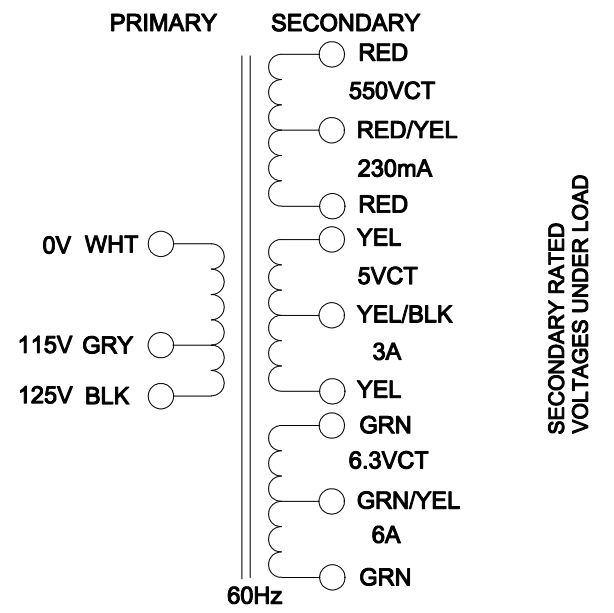 PRIMARY
SECONDARY
RED
550VCT
RED/YEL
230mA
RED
0V WHT
YEL
5VCT
YEL/BLK
3A
115V GRY
125V BLK
YEL
GRN
6.3VCT
GRN/YEL
6A
GRN
60Hz
SECONDARY RATED
VOLTAGES UNDER LOAD